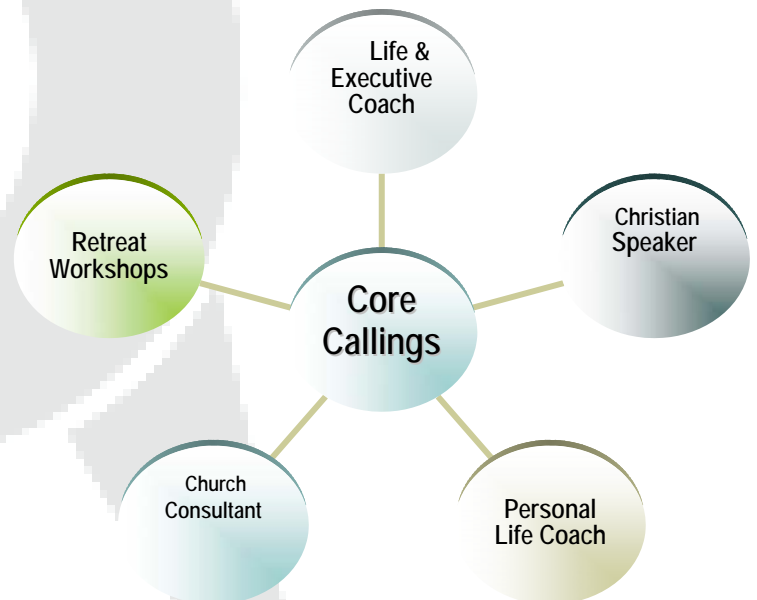 Life &
Executive
Coach
Christian
Speaker
Retreat
Workshops
Core
Callings
Church
Consultant
Personal
Life Coach